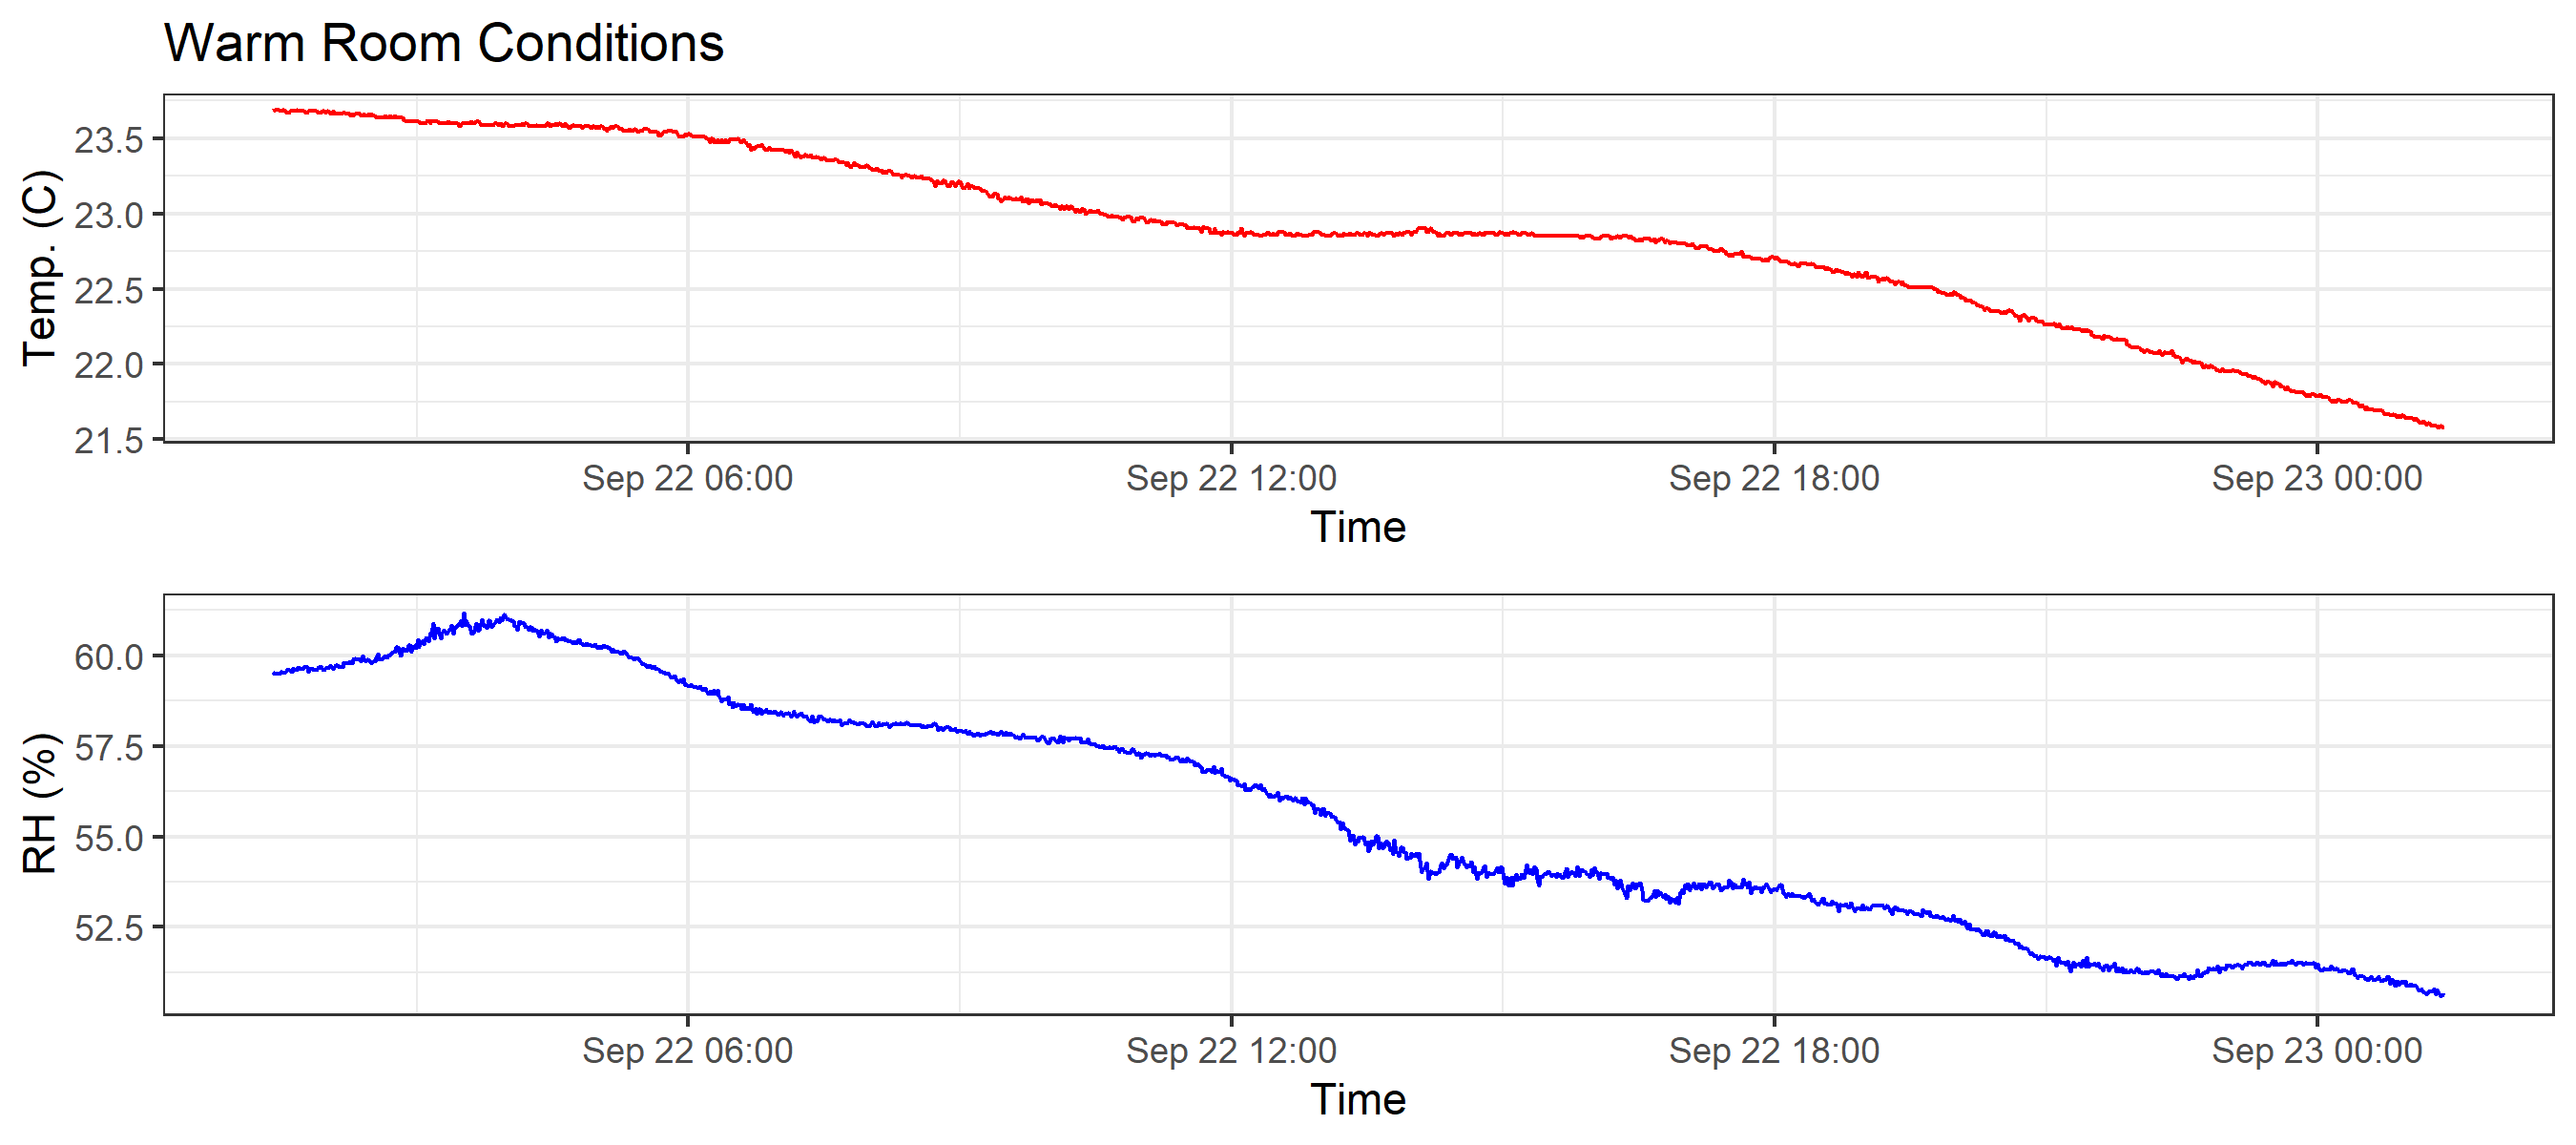 Warm Room Conditions
Temp. (C)
23.5
23.0
22.5
22.0
21.5
Sep 22 06:00 Sep 22 12:00 Sep 22 18:00 Sep 23 00:00
Time
RH (%)
60.0
57.5
55.0
52.5
Sep 22 06:00 Sep 22 12:00 Sep 22 18:00 Sep 23 00:00
Time